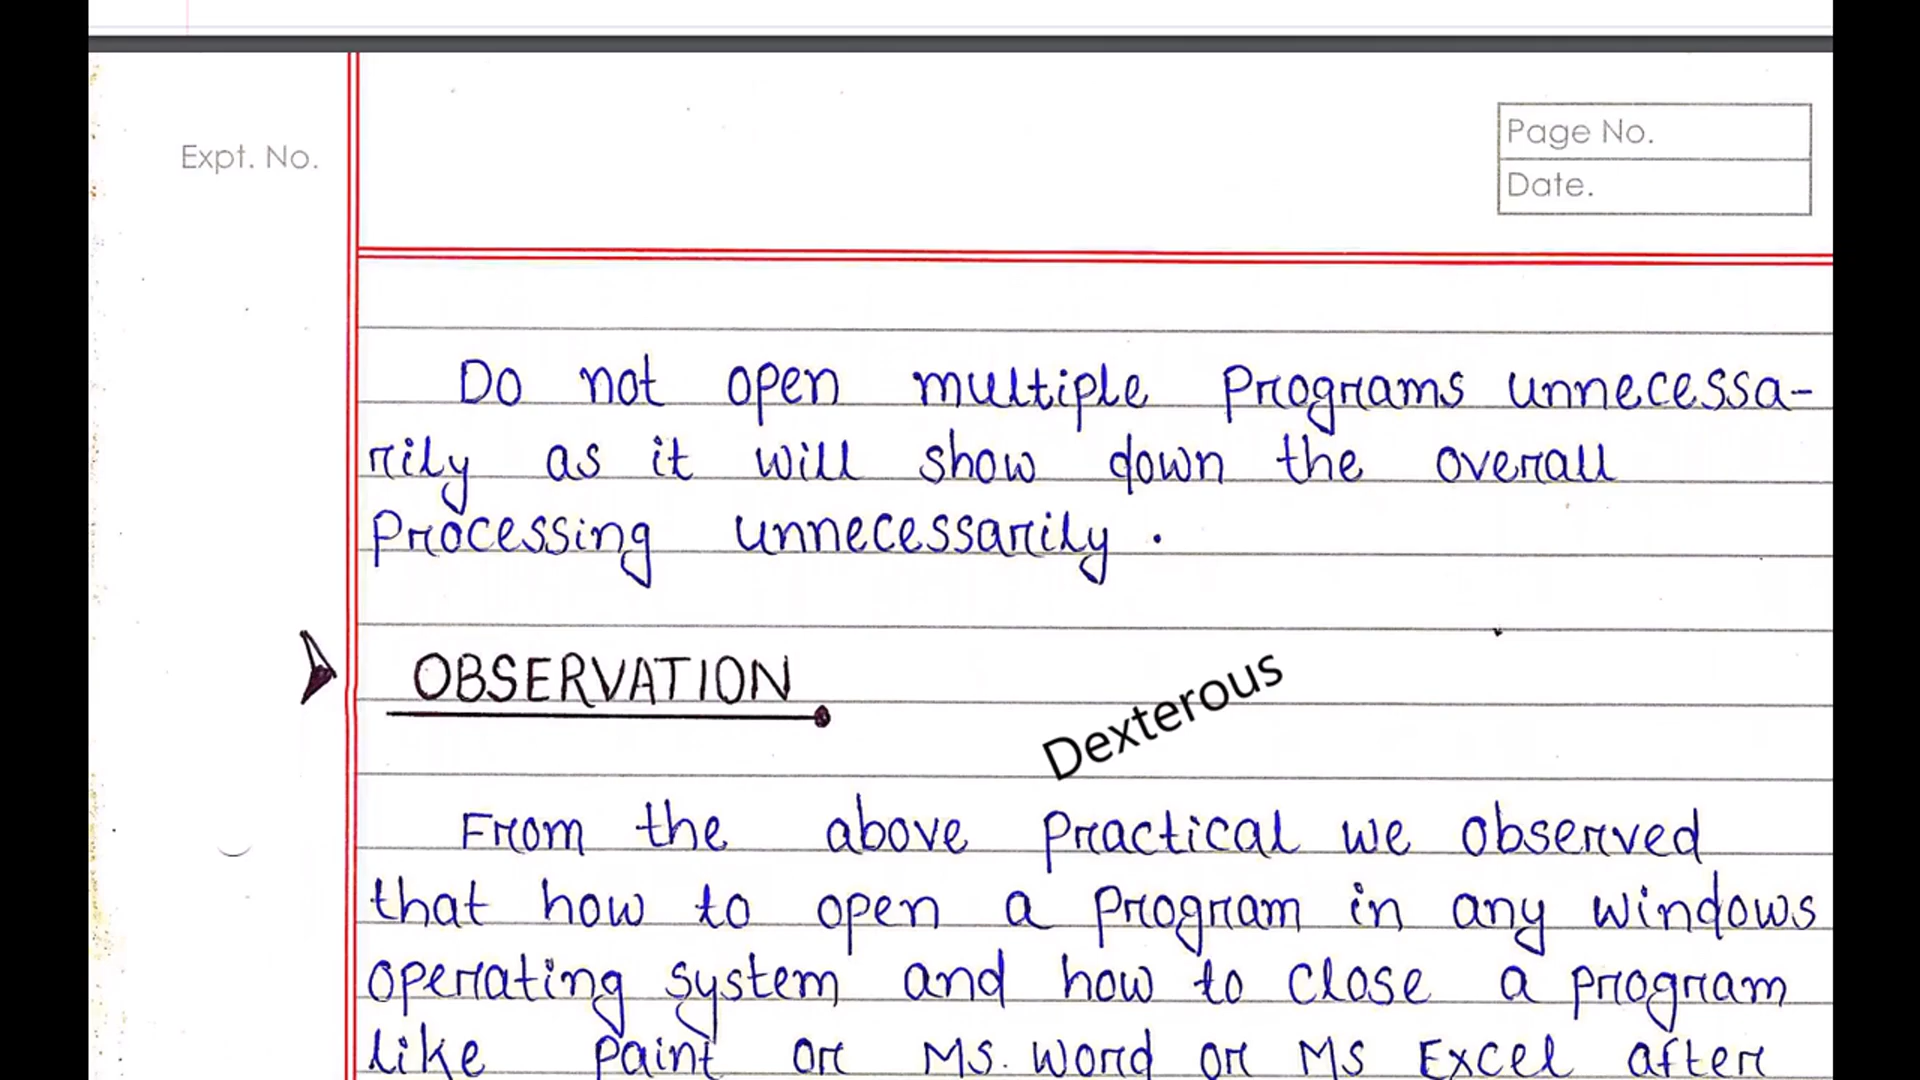 Page No.
Expt. No.
Date.
Do not open multiple programs unnecessa-
rily as it will show down the overall
processing unnecessarily.
OBSERVATION
Dexterous
From the above practical we observed
that how to open a program in any windows
operating system and how to close a program
like paint or MS. Word or MS Excel after